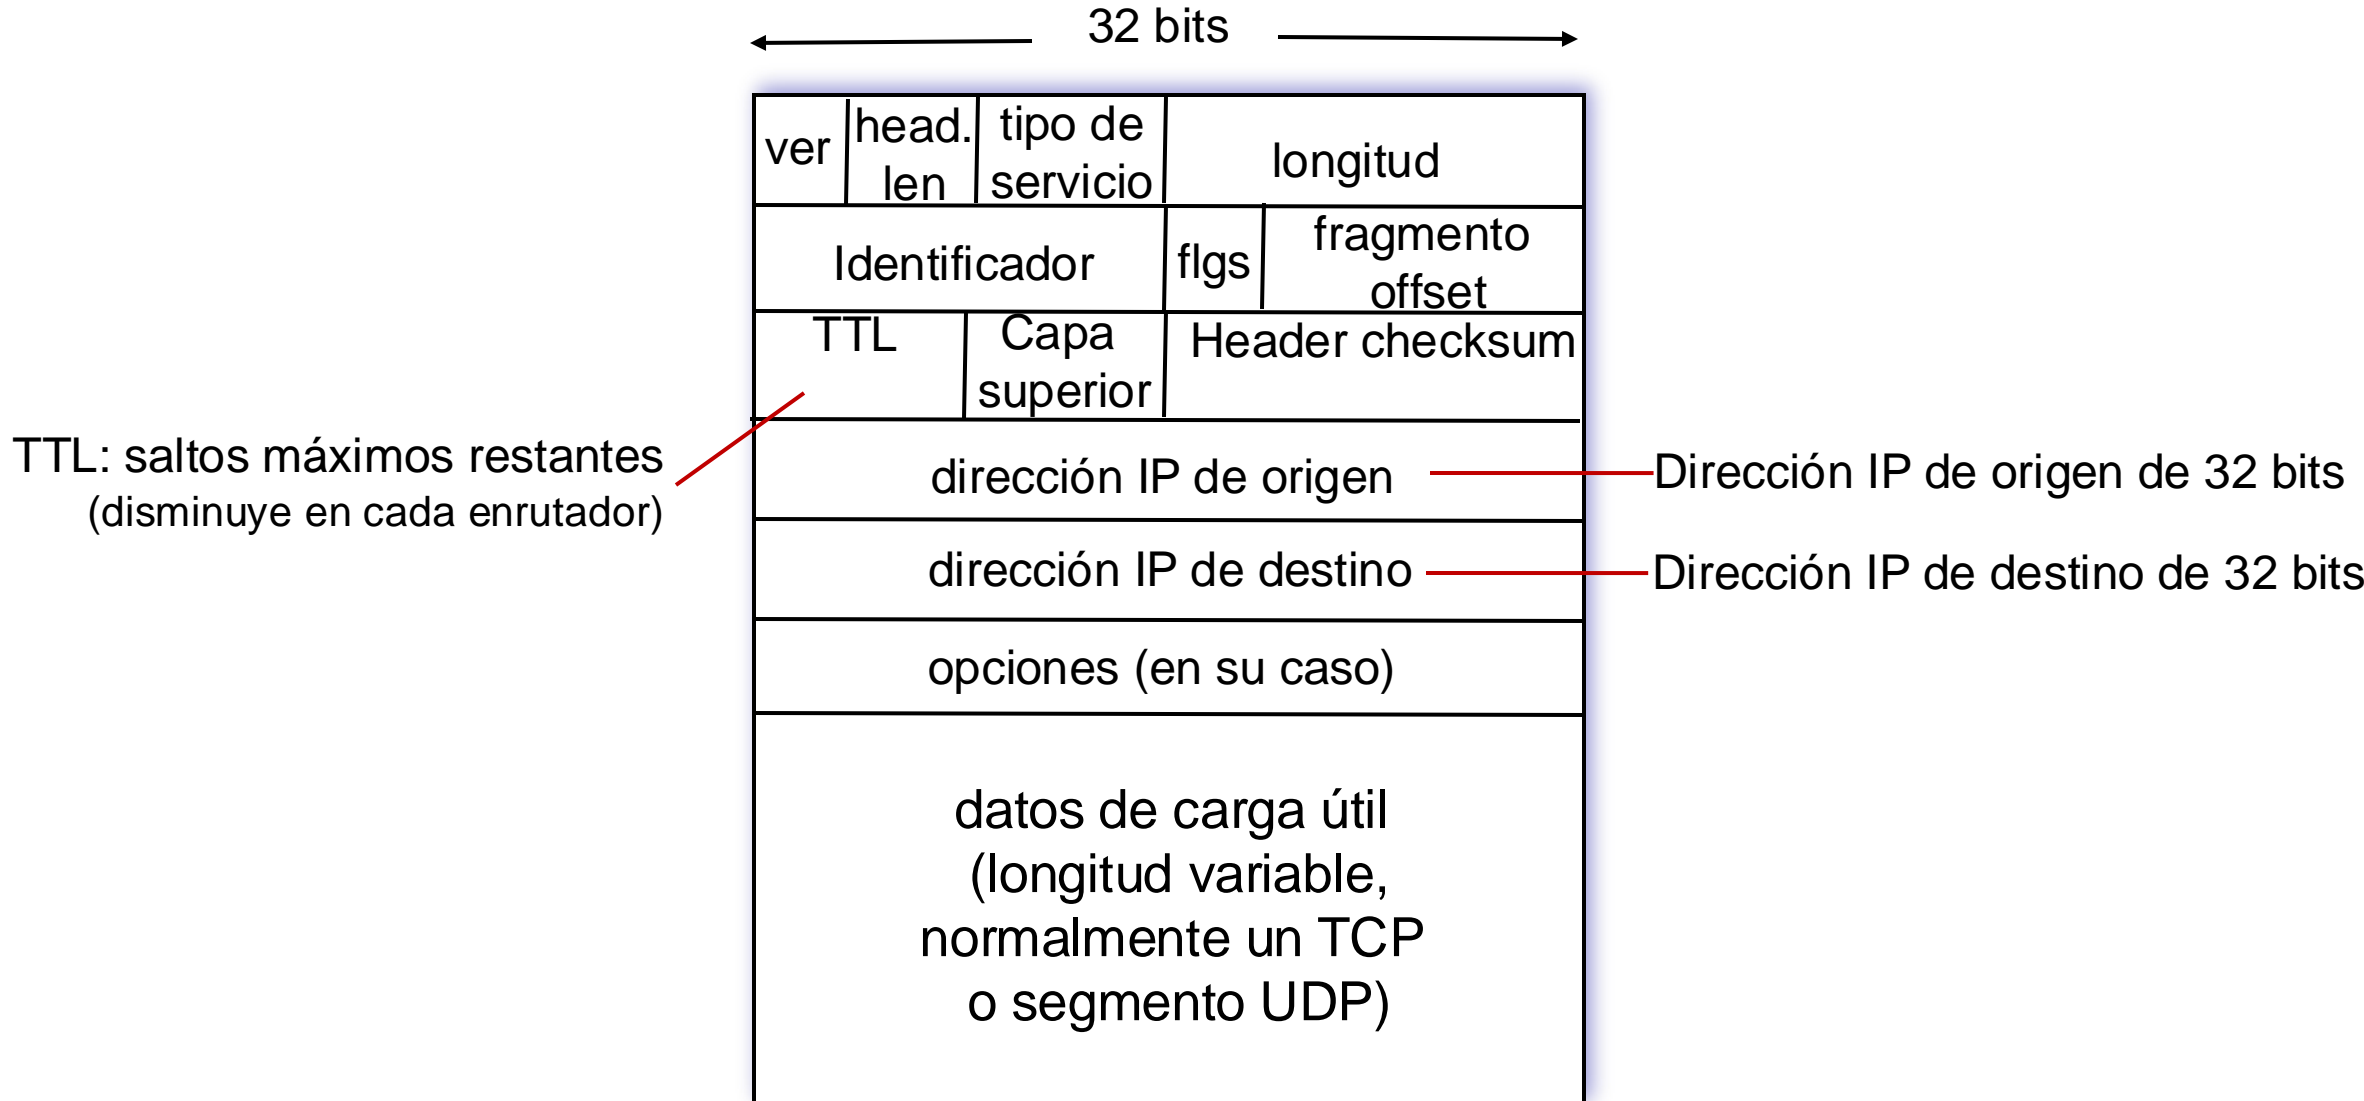 32 bits
ver
head.
len
tipo de
servicio
longitud
Identificador
flgs
fragmento
offset
TTL
Capa
superior
Header checksum
TTL: saltos máximos restantes
(disminuye en cada enrutador)
dirección IP de origen
Dirección IP de origen de 32 bits
dirección IP de destino
Dirección IP de destino de 32 bits
opciones (en su caso)
datos de carga útil
(longitud variable,
normalmente un TCP
o segmento UDP)